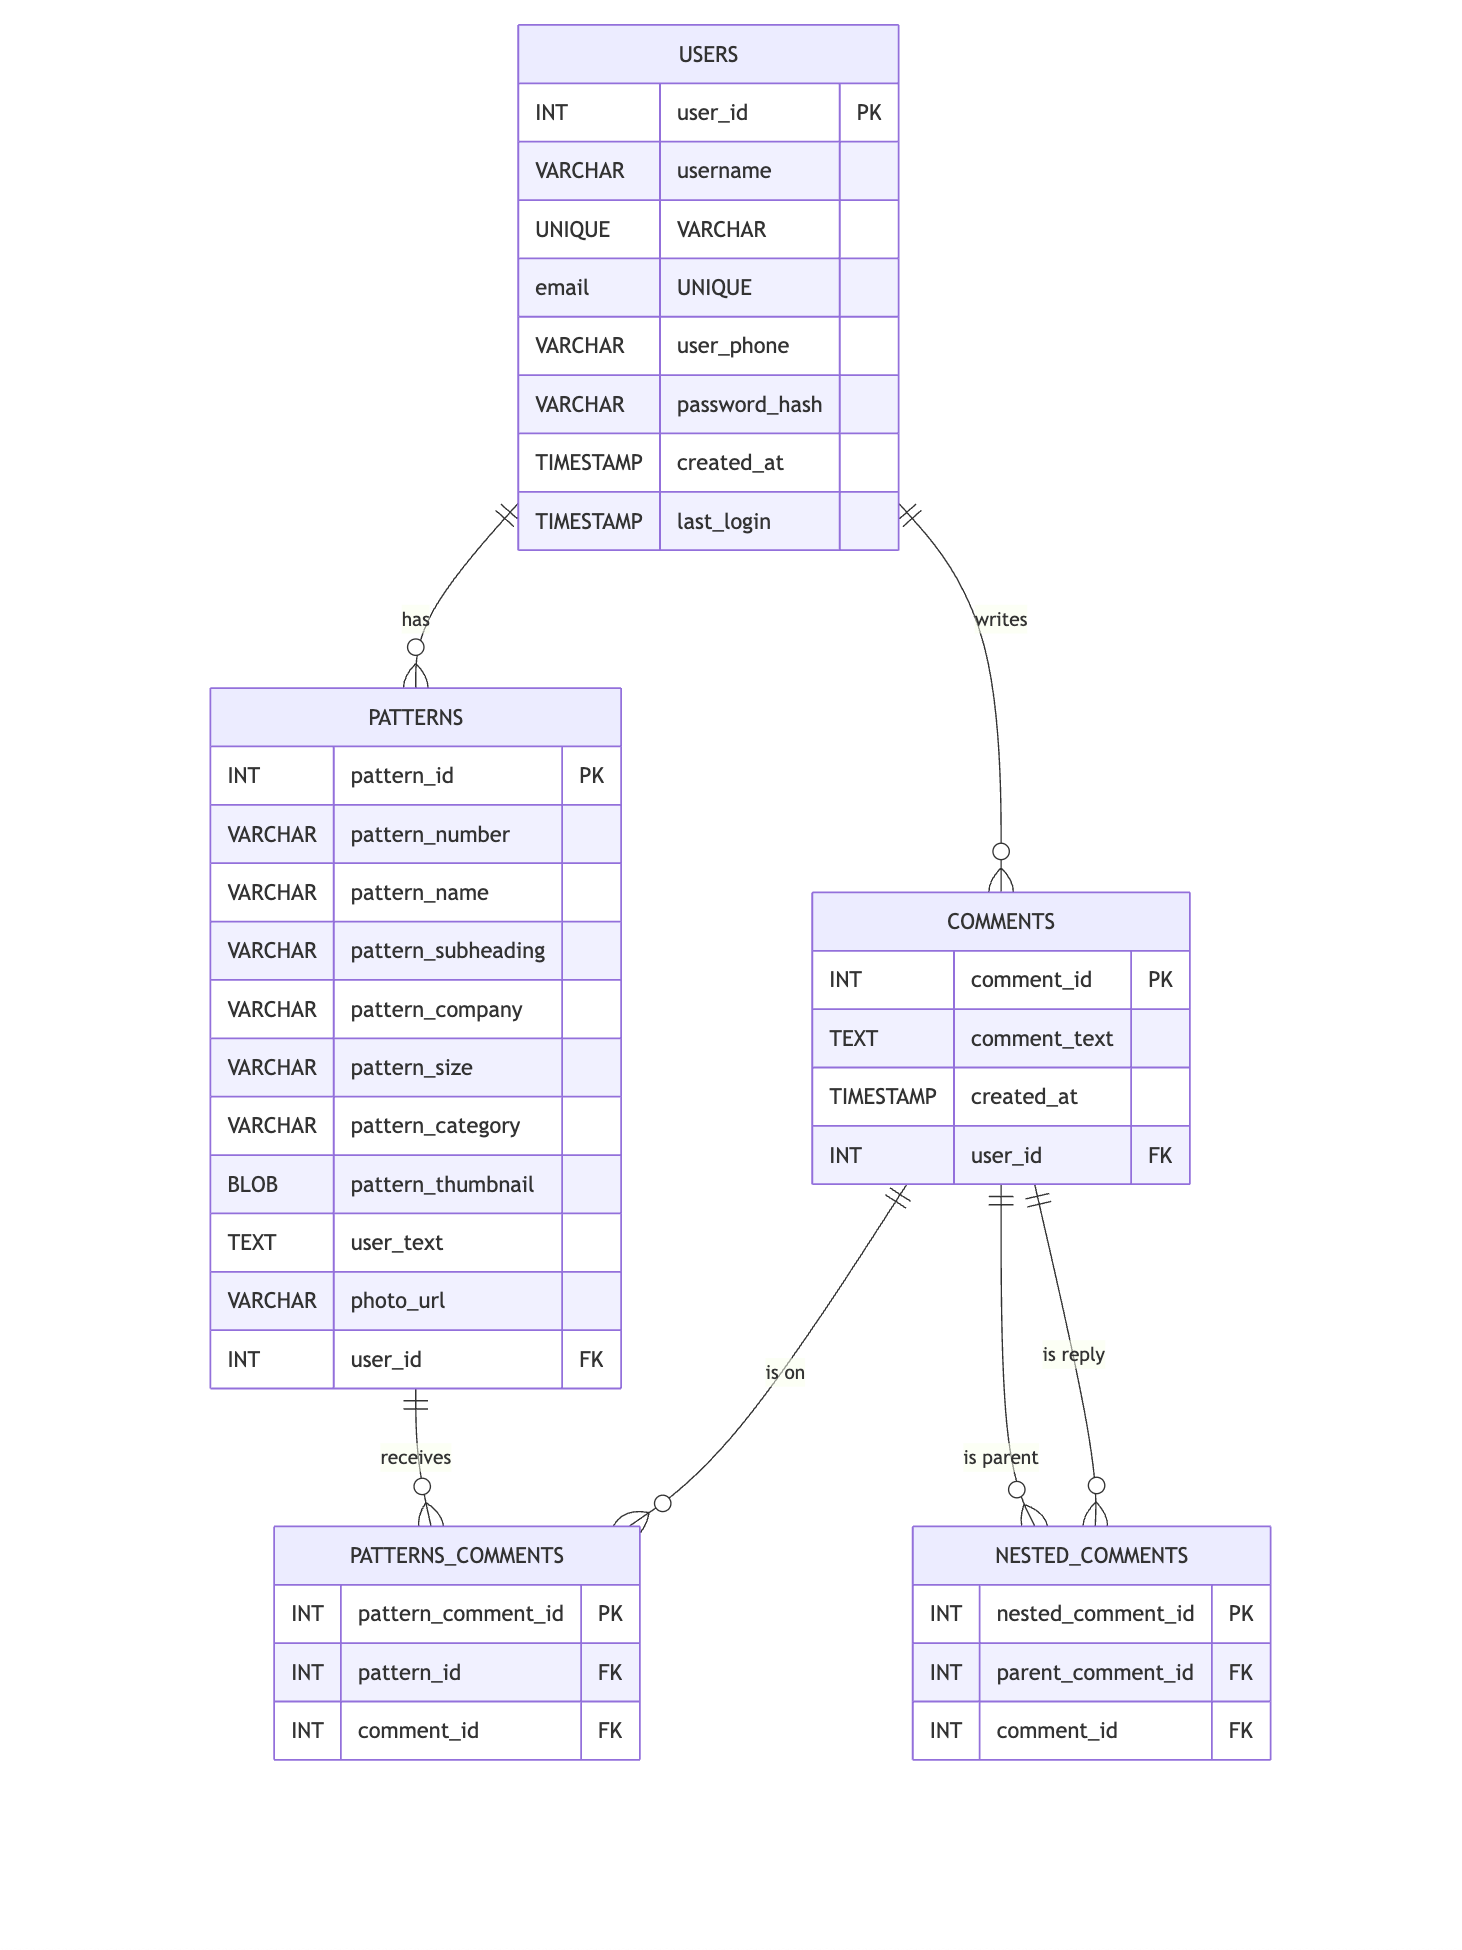 USERS
INT user_id PK
VARCHAR username
UNIQUE VARCHAR
email UNIQUE
VARCHAR user_phone
VARCHAR password_hash
TIMESTAMP created_at
TIMESTAMP last_login
has
writes
PATTERNS
INT pattern_id PK
VARCHAR pattern_number
VARCHAR pattern_name
VARCHAR pattern_subheading
VARCHAR pattern_company
VARCHAR pattern_size
VARCHAR pattern_category
BLOB pattern_thumbnail
TEXT user_text
VARCHAR photo_url
INT user_id FK
COMMENTS
INT comment_id PK
TEXT comment_text
TIMESTAMP created_at
INT user_id FK
is on
is reply
receives
is parent
PATTERNS_COMMENTS
INT pattern_comment_id PK
INT pattern_id FK
INT comment_id FK
NESTED_COMMENTS
INT nested_comment_id PK
INT parent_comment_id FK
INT comment_id FK